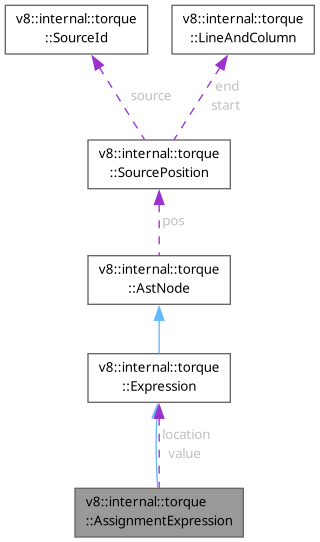 v8::internal::torque
::SourceId
v8::internal::torque
::LineAndColumn
source
end
start
v8::internal::torque
::SourcePosition
pos
v8::internal::torque
::AstNode
v8::internal::torque
::Expression
location
value
v8::internal::torque
::AssignmentExpression